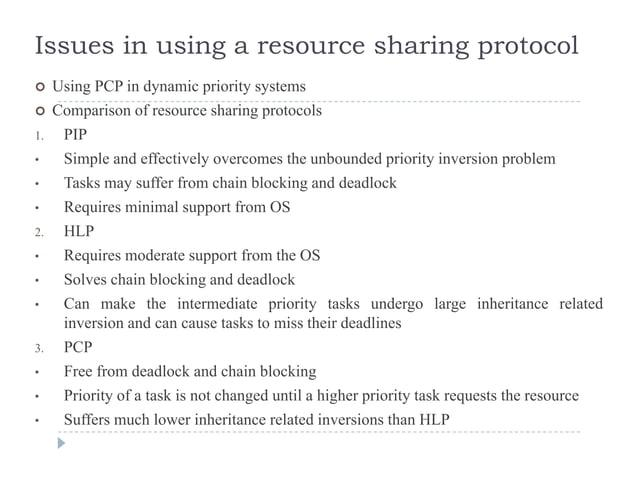 Issues in using a resource sharing protocol
Using PCP in dynamic priority systems
Comparison of resource sharing protocols
1. PIP
• Simple and effectively overcomes the unbounded priority inversion problem
• Tasks may suffer from chain blocking and deadlock
• Requires minimal support from OS
2. HLP
• Requires moderate support from the OS
• Solves chain blocking and deadlock
• Can make the intermediate priority tasks undergo large inheritance related
inversion and can cause tasks to miss their deadlines
3. PCP
• Free from deadlock and chain blocking
• Priority of a task is not changed until a higher priority task requests the resource
• Suffers much lower inheritance related inversions than HLP